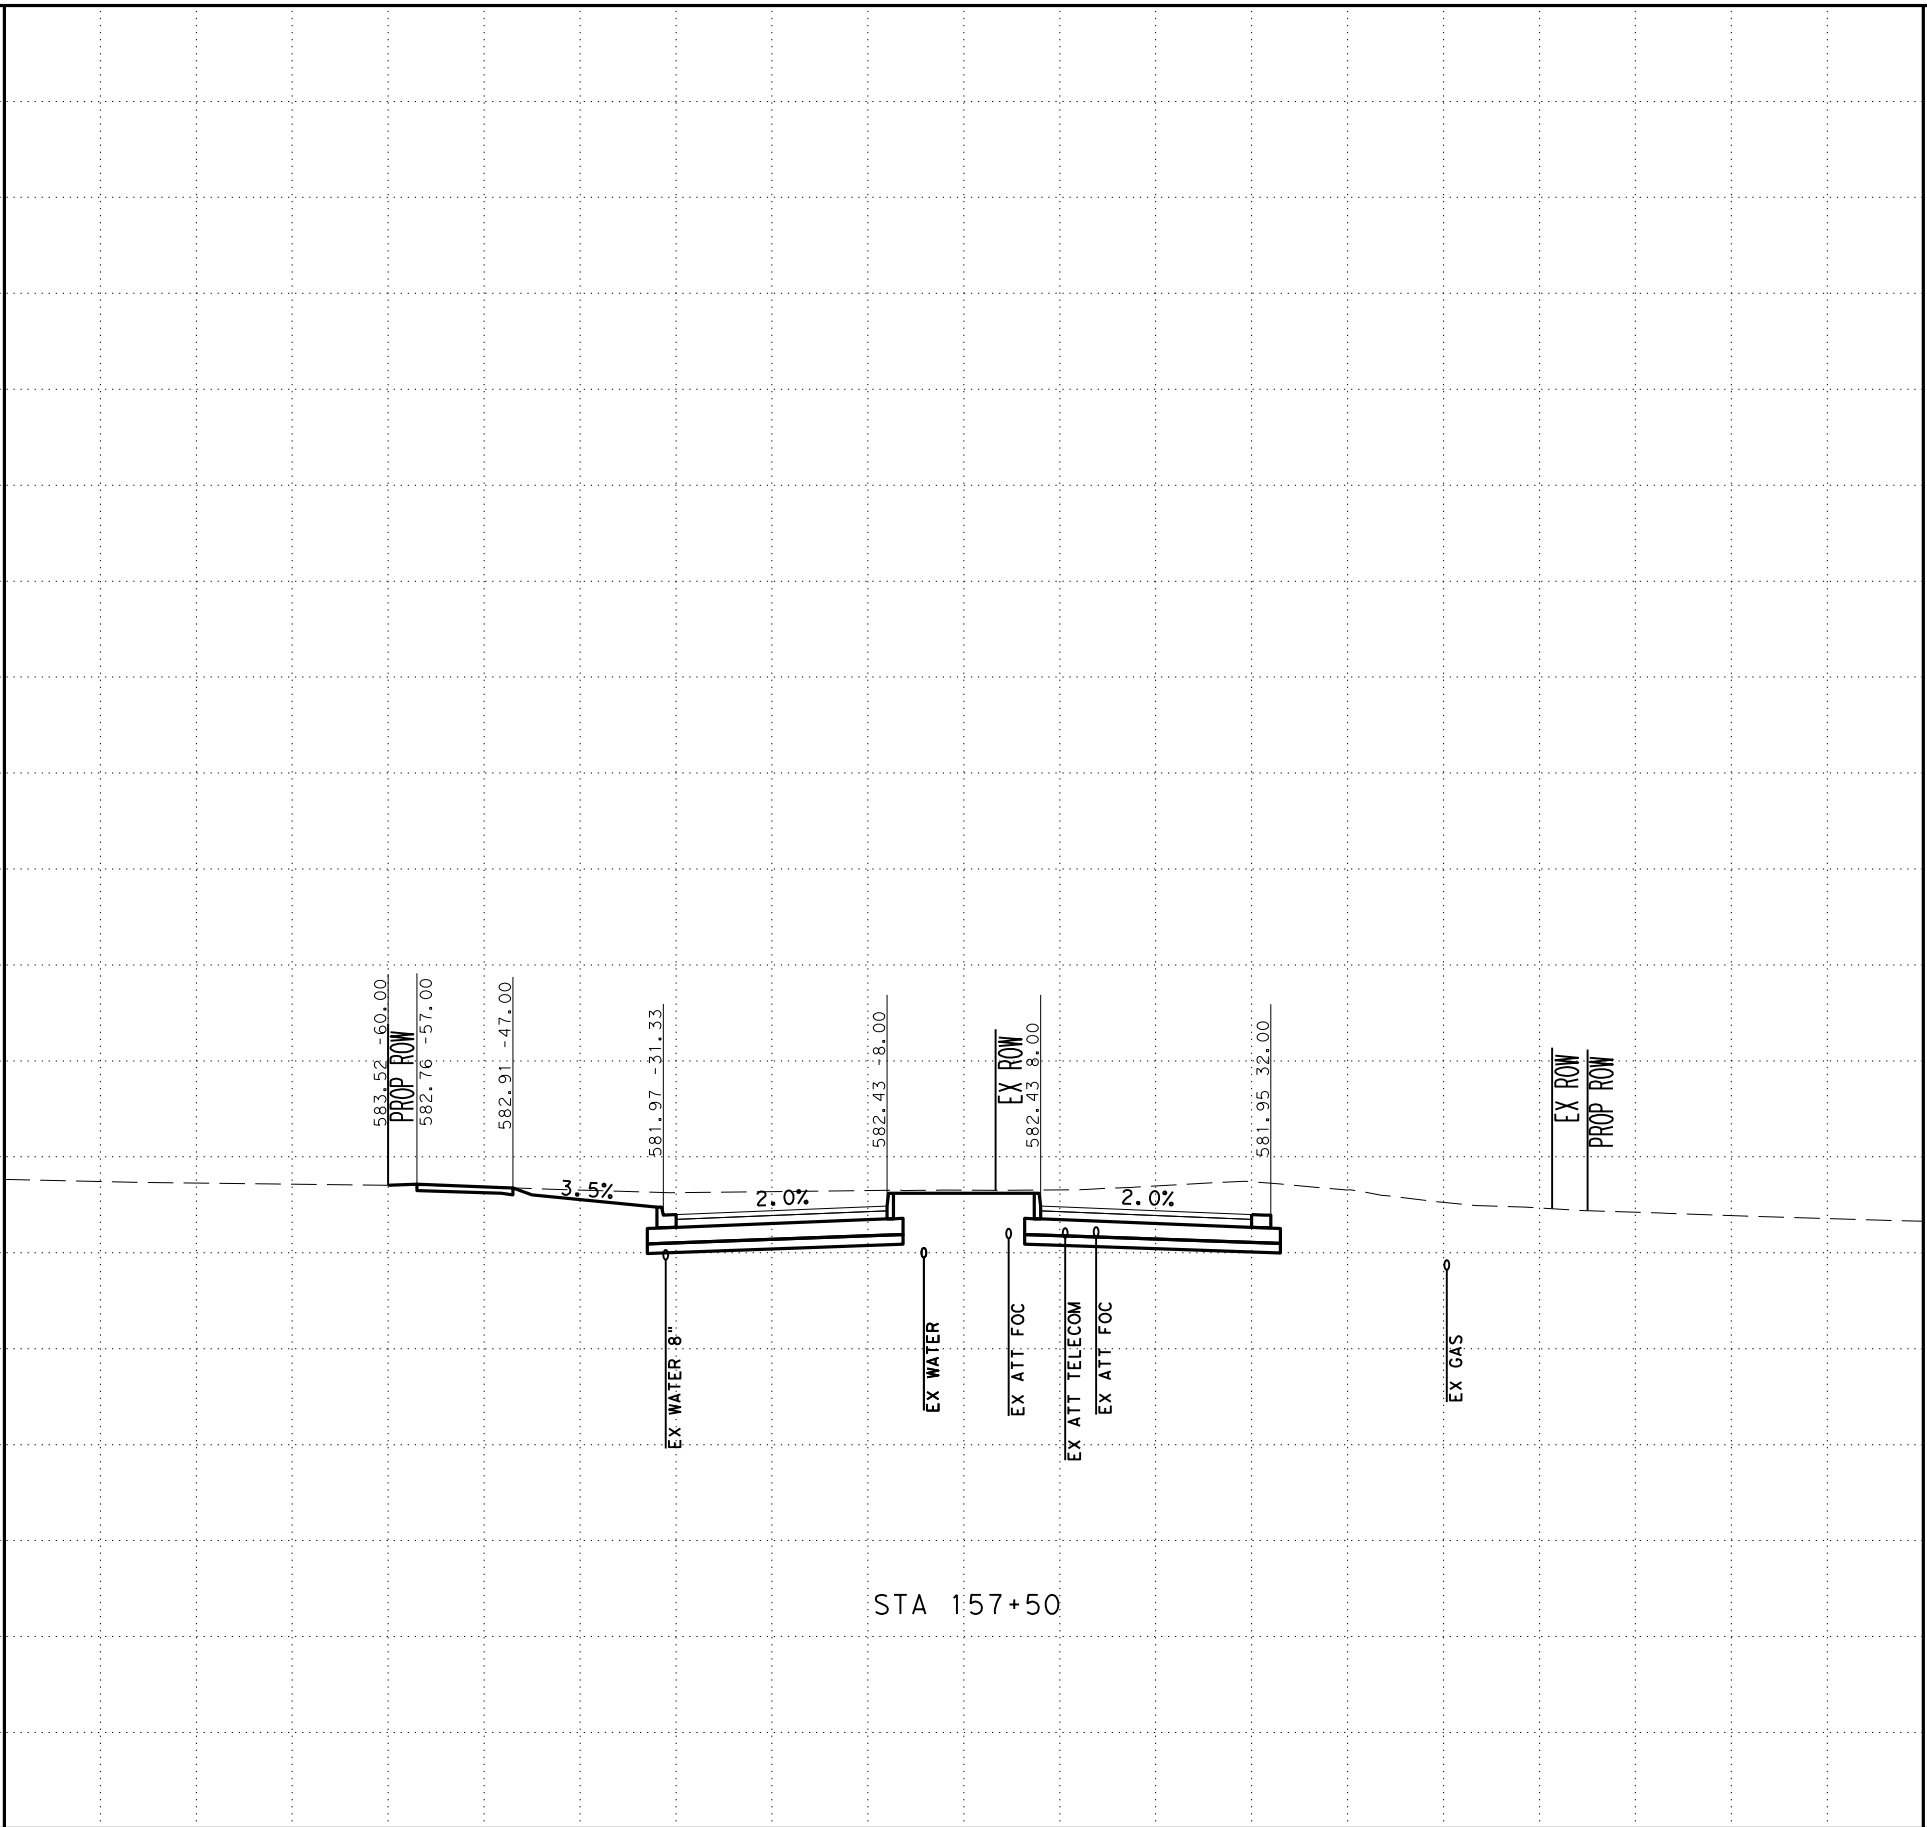 583.52 -60.00
PROP ROW
582.76 -57.00
582.91 -47.00
581.97 -31.33
582.43 -8.00
EX ROW
582.43 8.00
581.95 32.00
EX ROW
PROP ROW
3.5%
2.0%
2.0%
EX WATER 8"
EX WATER
EX ATT FOC
EX ATT TELECOM
EX ATT FOC
EX GAS
STA 157+50